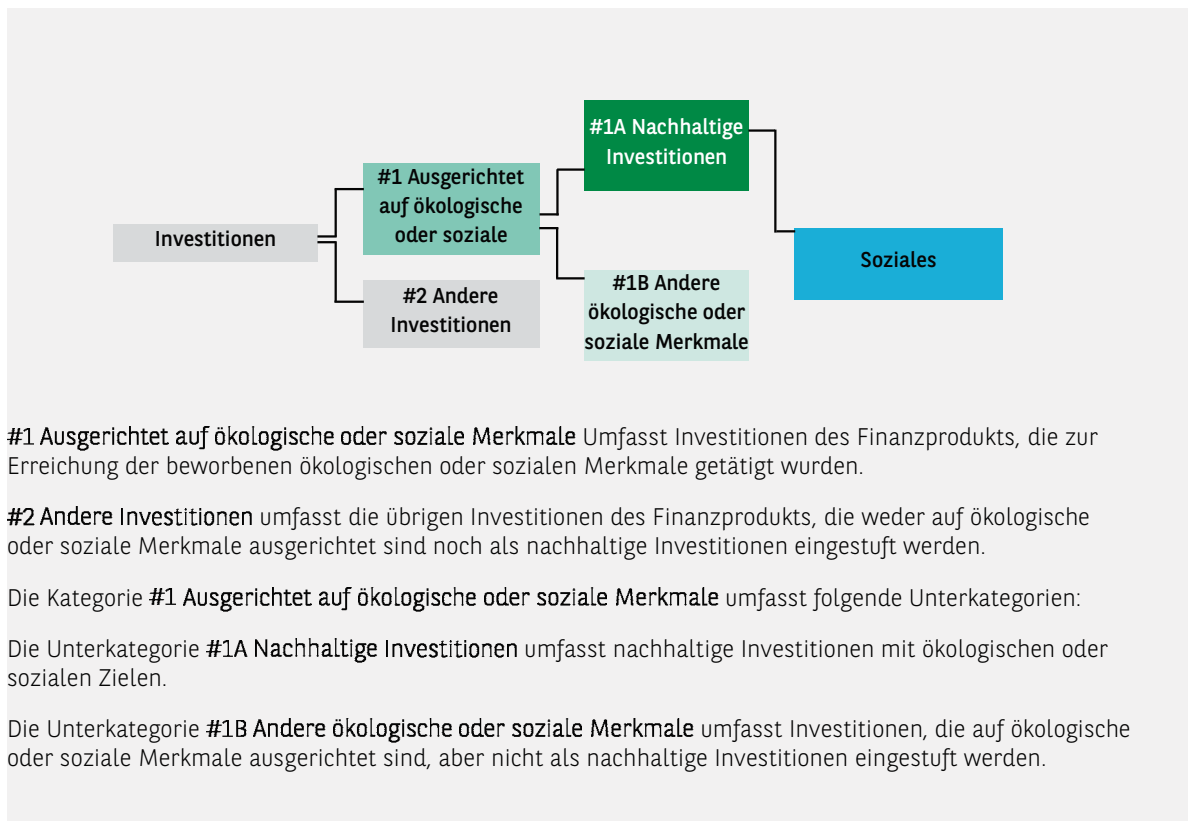 #1A Nachhaltige
Investitionen
#1 Ausgerichtet
auf ökologische
oder soziale
Investitionen
Soziales
#2 Andere
Investitionen
#1B Andere
ökologische oder
soziale Merkmale
#1 Ausgerichtet auf ökologische oder soziale Merkmale Umfasst Investitionen des Finanzprodukts, die zur
Erreichung der beworbenen ökologischen oder sozialen Merkmale getätigt wurden.
#2 Andere Investitionen umfasst die übrigen Investitionen des Finanzprodukts, die weder auf ökologische
oder soziale Merkmale ausgerichtet sind noch als nachhaltige Investitionen eingestuft werden.
Die Kategorie #1 Ausgerichtet auf ökologische oder soziale Merkmale umfasst folgende Unterkategorien:
Die Unterkategorie #1A Nachhaltige Investitionen umfasst nachhaltige Investitionen mit ökologischen oder
sozialen Zielen.
Die Unterkategorie #1B Andere ökologische oder soziale Merkmale umfasst Investitionen, die auf ökologische
oder soziale Merkmale ausgerichtet sind, aber nicht als nachhaltige Investitionen eingestuft werden.